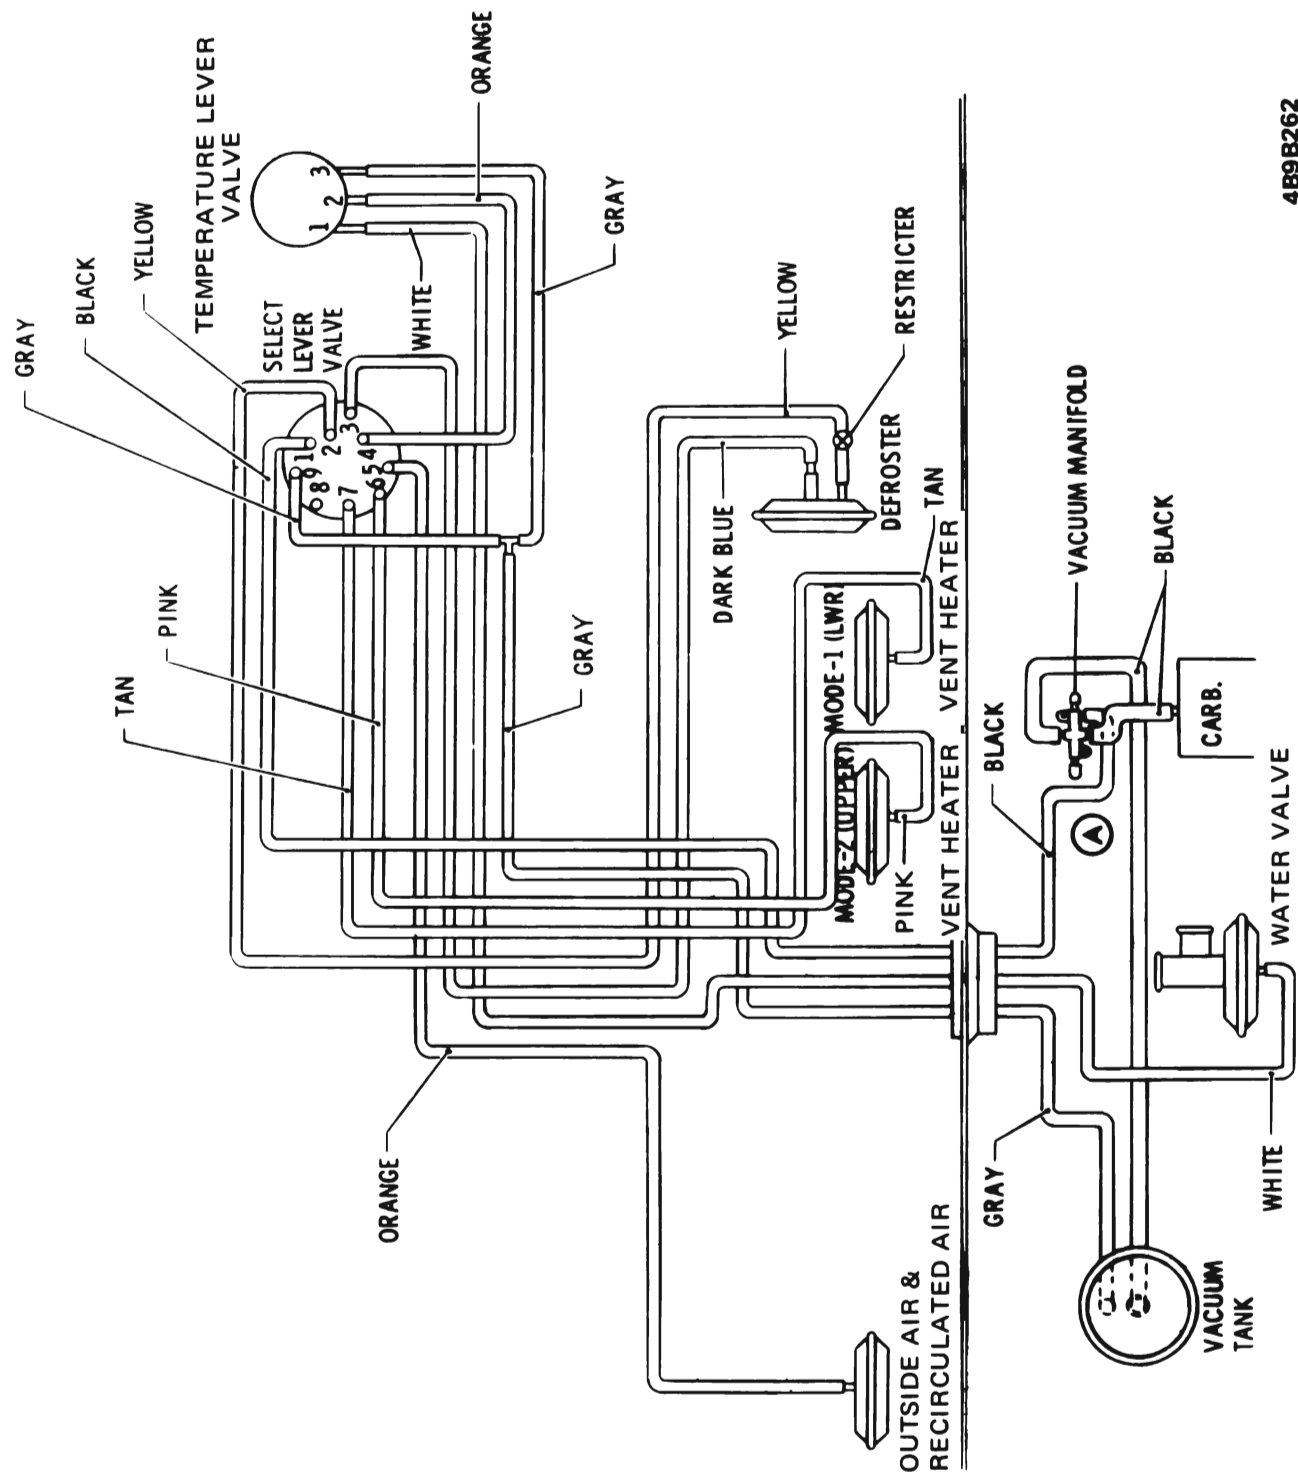 GRAY
BLACK
YELLOW
TEMPERATURE LEVER
VALVE
1
2
3
ORANGE
SELECT
LEVER
VALVE
WHITE
GRAY
1
2
3
4
5
6
7
8
9
TAN
PINK
GRAY
YELLOW
RESTRICTER
DARK BLUE
DEFROSTER
TAN
MODE-1 (LWR)
VENT HEATER
MODE-2 (UPPER)
VENT HEATER
PINK
ORANGE
OUTSIDE AIR &
RECIRCULATED AIR
VACUUM MANIFOLD
BLACK
BLACK
A
CARB.
WATER VALVE
GRAY
WHITE
VACUUM
TANK
4B9B262